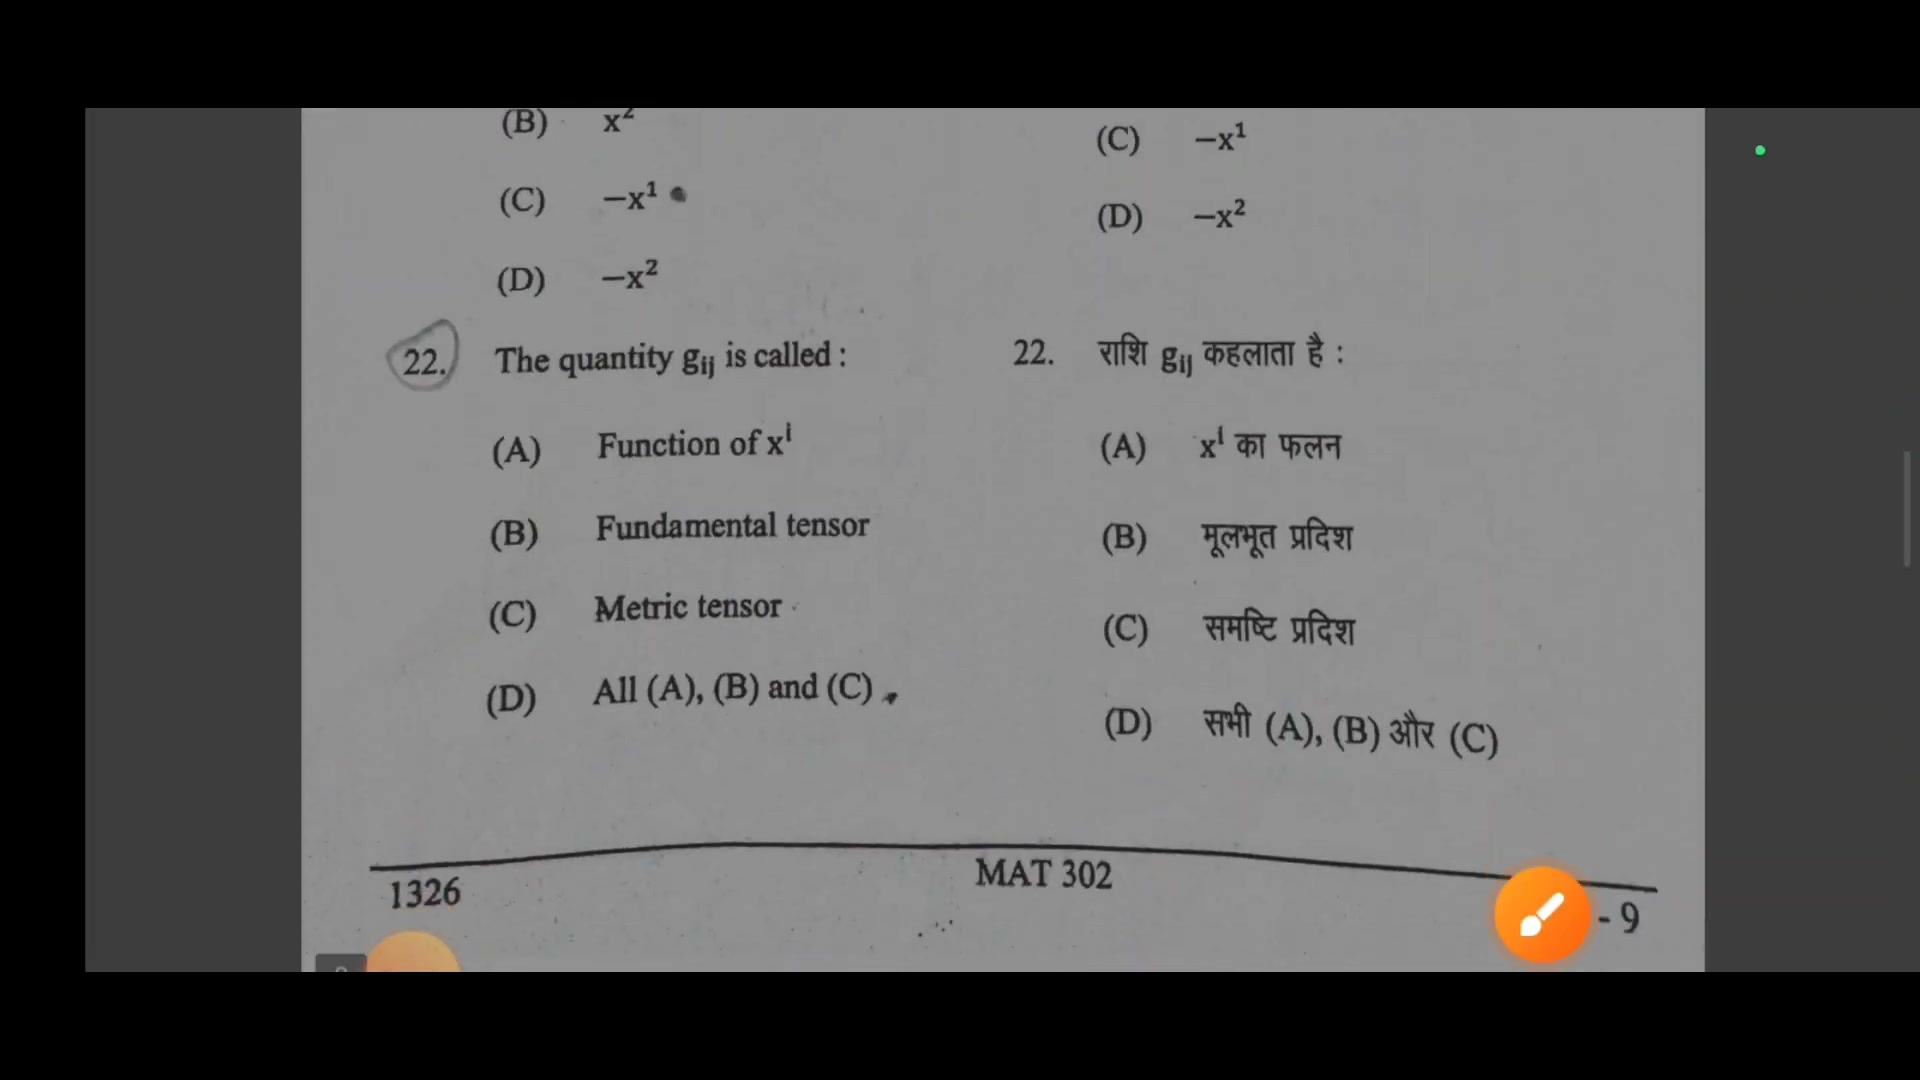 (B) x²
(C) –x¹
(D) –x²
22. The quantity gᵢⱼ is called :
(A) Function of xⁱ
(B) Fundamental tensor
(C) Metric tensor
(D) All (A), (B) and (C)
(C) –x¹
(D) –x²
22. राशि gᵢⱼ कहलाता है :
(A) xⁱ का फलन
(B) मूलभूत प्रदिश
(C) समष्टि प्रदिश
(D) सभी (A), (B) और (C)
1326
MAT 302
- 9